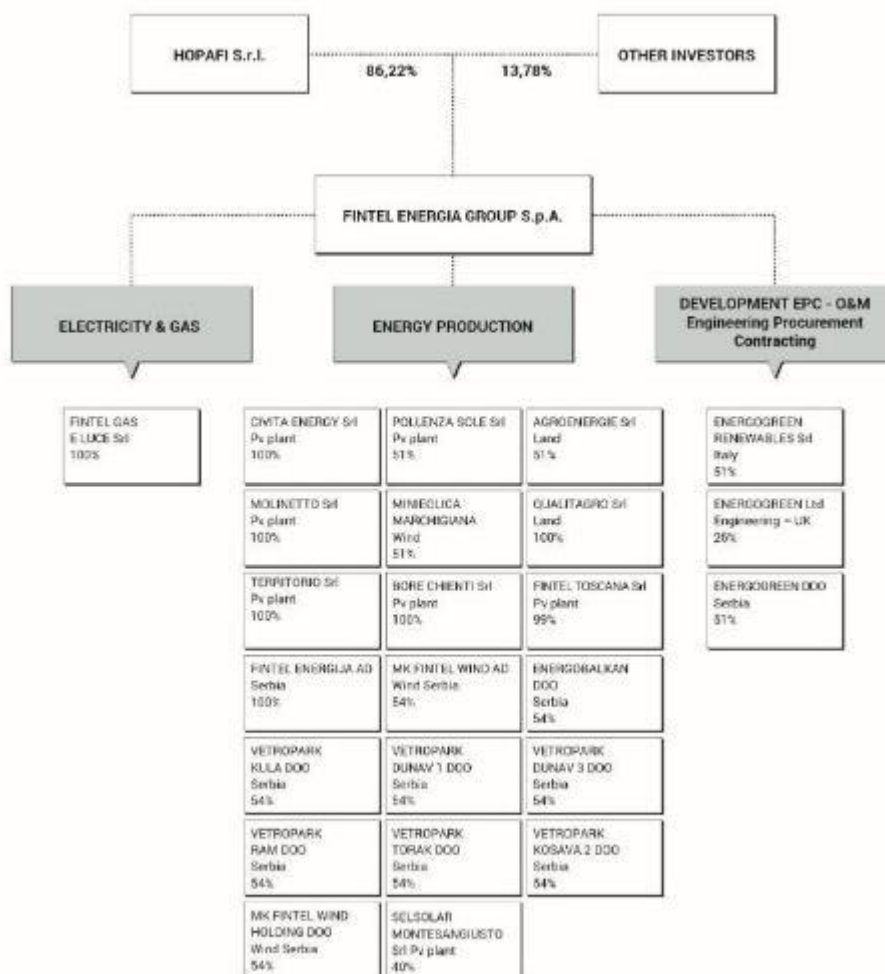 HOPAFI S.r.l.
OTHER INVESTORS
86,22%
13,78%
FINTEL ENERGIA GROUP S.p.A.
ELECTRICITY & GAS
ENERGY PRODUCTION
DEVELOPMENT EPC - O&M
Engineering Procurement
Contracting
FINTEL GAS
E LUCE Srl
100%
CIVITA ENERGY Srl
Pv plant
100%
POLLENZA SOLE Srl
Pv plant
51%
AGROENERGIE Srl
Land
51%
ENERGOGREEN
RENEWABLES Srl
Italy
51%
MOLINETTO Srl
Pv plant
100%
MINIEOLICA
MARCHIGIANA
Wind
51%
QUALITAGRO Srl
Land
100%
ENERGOGREEN Ltd
Engineering – UK
26%
TERRITORIO Srl
Pv plant
100%
BORE CHIENTI Srl
Pv plant
100%
FINTEL TOSCANA Srl
Pv plant
99%
ENERGOGREEN DOO
Serbia
51%
FINTEL ENERGIJA AD
Serbia
100%
MK FINTEL WIND AD
Wind Serbia
54%
ENERGOBALKAN
DOO
Serbia
54%
VETROPARK
KULA DOO
Serbia
54%
VETROPARK
DUNAV 1 DOO
Serbia
54%
VETROPARK
DUNAV 3 DOO
Serbia
54%
VETROPARK
RAM DOO
Serbia
54%
VETROPARK
TORAK DOO
Serbia
54%
VETROPARK
KOSAVA 2 DOO
Serbia
54%
MK FINTEL WIND
HOLDING DOO
Wind Serbia
54%
SELSOLAR
MONTESANGIUSTO
Srl Pv plant
40%